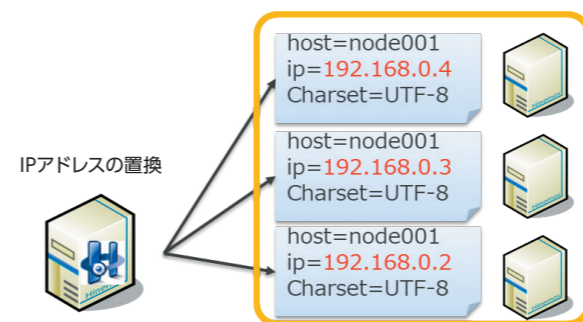 host=node001
ip=192.168.0.4
Charset=UTF-8
host=node001
ip=192.168.0.3
Charset=UTF-8
IPアドレスの置換
host=node001
ip=192.168.0.2
Charset=UTF-8
Hinemos